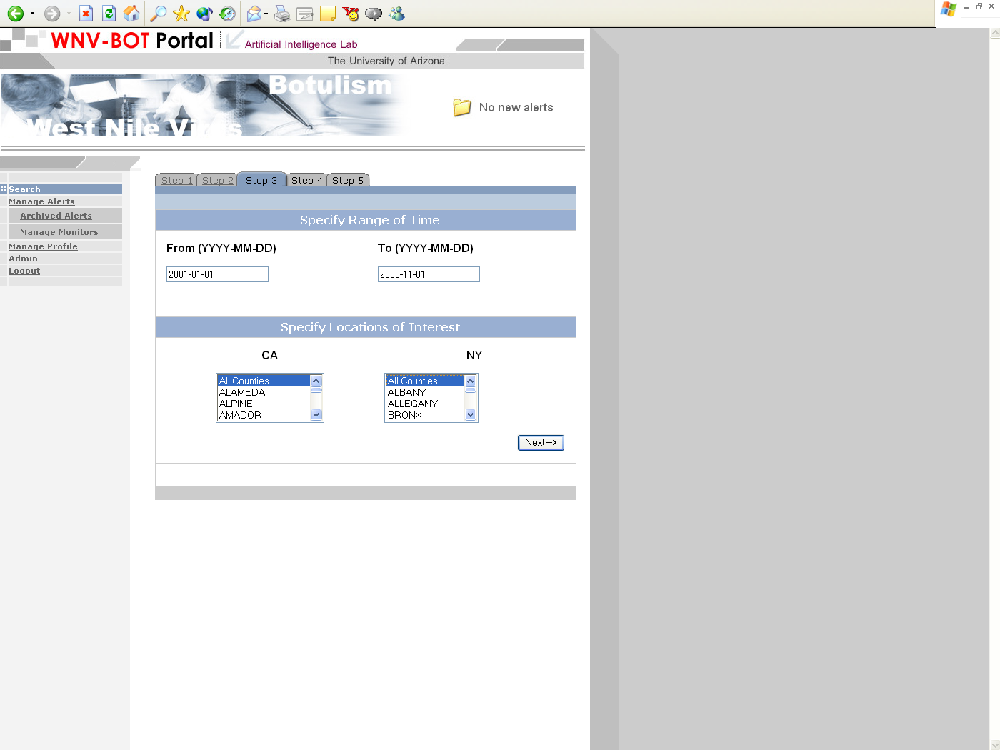 WNV-BOT Portal
Artificial Intelligence Lab
The University of Arizona
Botulism
West Nile Virus
No new alerts
Search
Manage Alerts
Archived Alerts
Manage Monitors
Manage Profile
Admin
Logout
Step 1 Step 2 Step 3 Step 4 Step 5
Specify Range of Time
From (YYYY-MM-DD) To (YYYY-MM-DD)
2001-01-01 2003-11-01
Specify Locations of Interest
CA NY
All Counties All Counties
ALAMEDA ALBANY
ALPINE ALLEGANY
AMADOR BRONX
Next-->